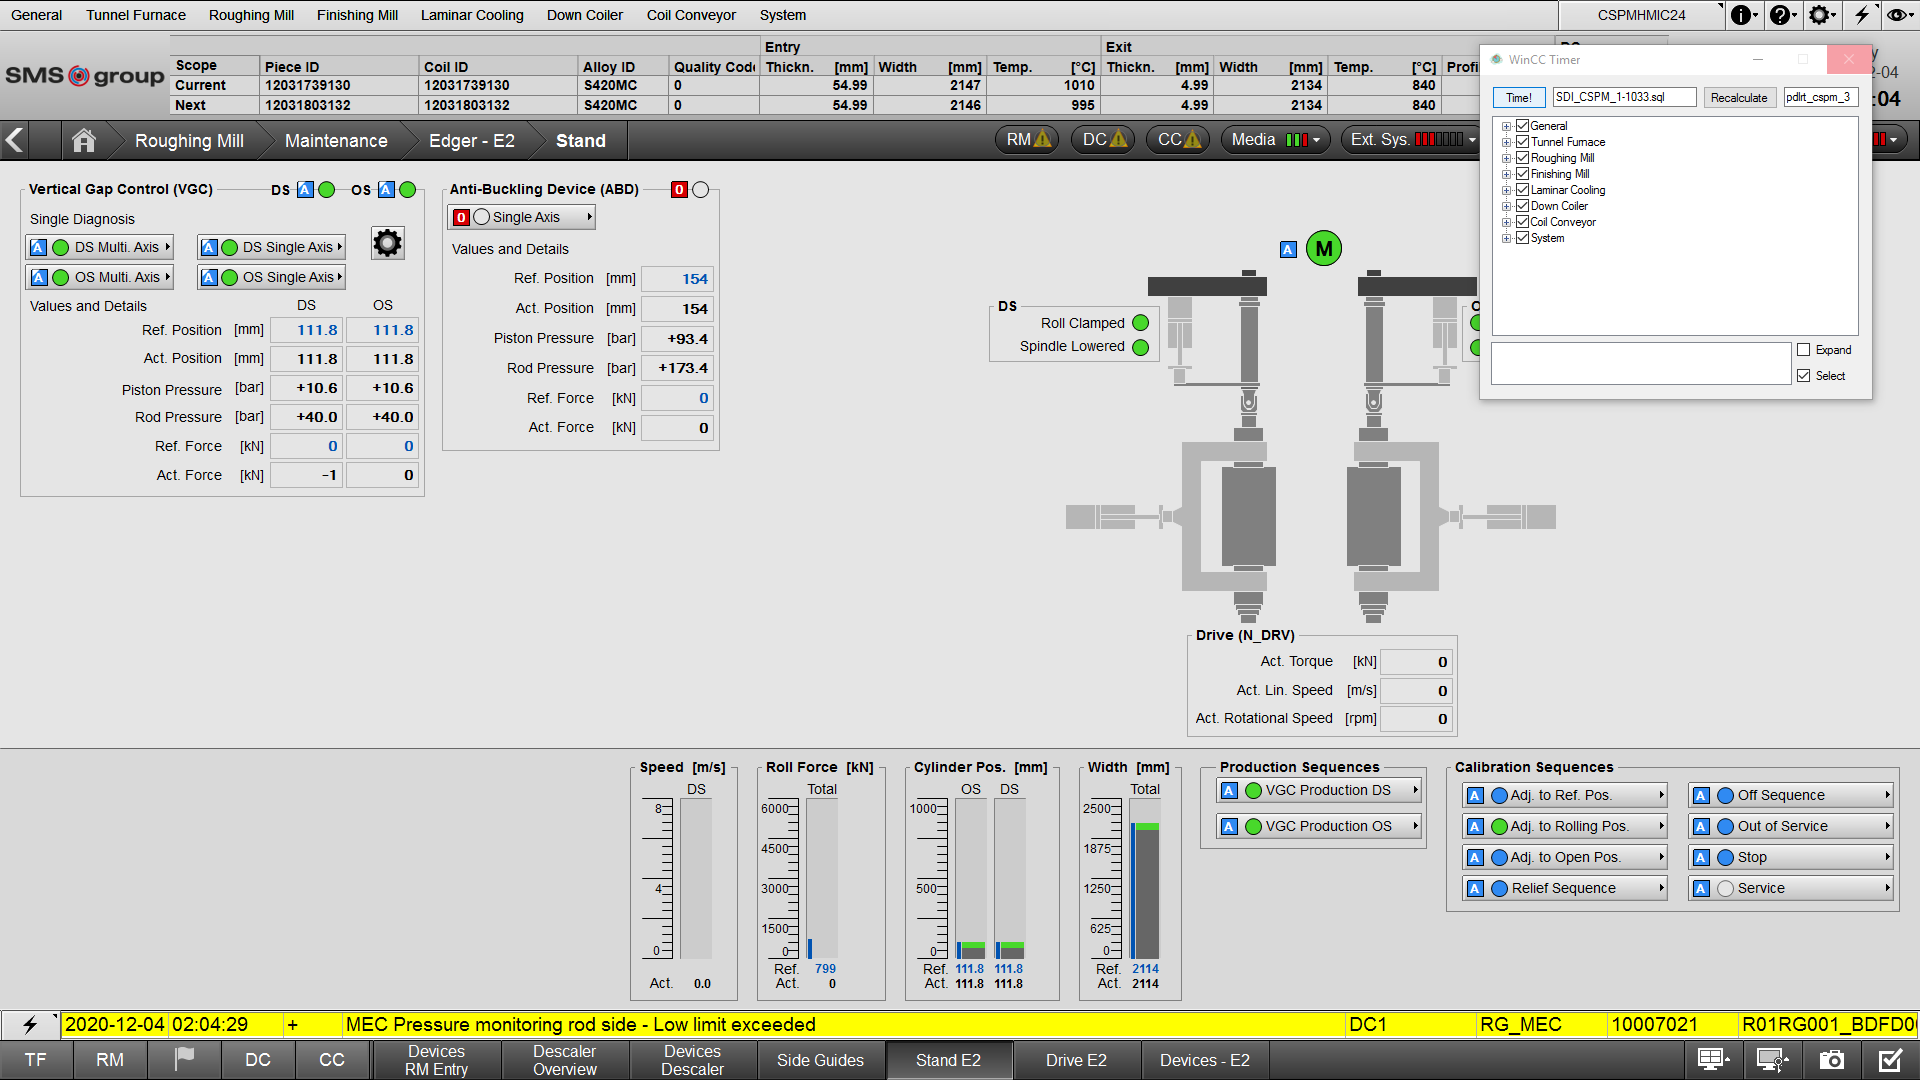 General Tunnel Furnace Roughing Mill Finishing Mill Laminar Cooling Down Coiler Coil Conveyor System CSPMHMIC24
SMS group
Entry Exit
Scope Piece ID Coil ID Alloy ID Quality Code Thickn. [mm] Width [mm] Temp. [°C] Thickn. [mm] Width [mm] Temp. [°C] Profi
Current 12031739130 12031739130 S420MC 0 54.99 2147 1010 4.99 2134 840
Next 12031803132 12031803132 S420MC 0 54.99 2146 995 4.99 2134 840
-04
:04
Roughing Mill Maintenance Edger - E2 Stand RM DC CC Media Ext. Sys.
WinCC Timer
Time! SDI_CSPM_1-1033.sql Recalculate pdlrt_cspm_3
General
Tunnel Furnace
Roughing Mill
Finishing Mill
Laminar Cooling
Down Coiler
Coil Conveyor
System
Expand
Select
Vertical Gap Control (VGC) DS A OS A
Single Diagnosis
A DS Multi. Axis A DS Single Axis
A OS Multi. Axis A OS Single Axis
Values and Details DS OS
Ref. Position [mm] 111.8 111.8
Act. Position [mm] 111.8 111.8
Piston Pressure [bar] +10.6 +10.6
Rod Pressure [bar] +40.0 +40.0
Ref. Force [kN] 0 0
Act. Force [kN] -1 0
Anti-Buckling Device (ABD) 0
0 Single Axis
Values and Details
Ref. Position [mm] 154
Act. Position [mm] 154
Piston Pressure [bar] +93.4
Rod Pressure [bar] +173.4
Ref. Force [kN] 0
Act. Force [kN] 0
A M
DS
Roll Clamped
Spindle Lowered
Drive (N_DRV)
Act. Torque [kN] 0
Act. Lin. Speed [m/s] 0
Act. Rotational Speed [rpm] 0
Speed [m/s]
DS
8
4
0
Act. 0.0
Roll Force [kN]
Total
6000
4500
3000
1500
0
Ref. 799
Act. 0
Cylinder Pos. [mm]
OS DS
1000
500
0
Ref. 111.8 111.8
Act. 111.8 111.8
Width [mm]
Total
2500
1875
1250
625
0
Ref. 2114
Act. 2114
Production Sequences
A VGC Production DS
A VGC Production OS
Calibration Sequences
A Adj. to Ref. Pos. A Off Sequence
A Adj. to Rolling Pos. A Out of Service
A Adj. to Open Pos. A Stop
A Relief Sequence A Service
2020-12-04 02:04:29 + MEC Pressure monitoring rod side - Low limit exceeded DC1 RG_MEC 10007021 R01RG001_BDFD0
TF RM DC CC Devices RM Entry Descaler Overview Devices Descaler Side Guides Stand E2 Drive E2 Devices - E2